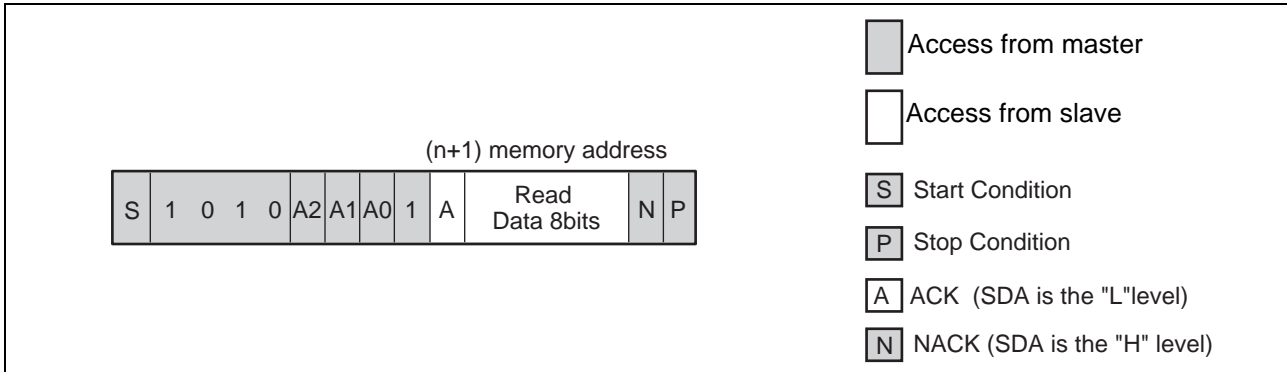 (n+1) memory address
S 1 0 1 0 A2 A1 A0 1 A Read Data 8bits N P
Access from master
Access from slave
S Start Condition
P Stop Condition
A ACK (SDA is the "L"level)
N NACK (SDA is the "H" level)